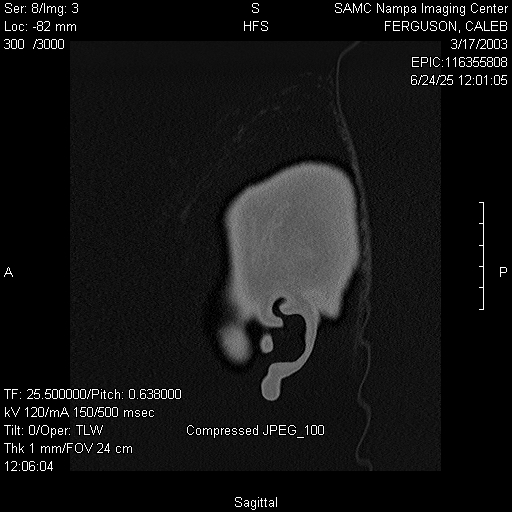 Ser: 8/Img: 3
Loc: -82 mm
300 /3000
S
HFS
SAMC Nampa Imaging Center
FERGUSON, CALEB
3/17/2003
EPIC:116355808
6/24/25 12:01:05
A
P
TF: 25.500000/Pitch: 0.638000
kV 120/mA 150/500 msec
Tilt: 0/Oper: TLW
Thk 1 mm/FOV 24 cm
12:06:04
Compressed JPEG_100
Sagittal